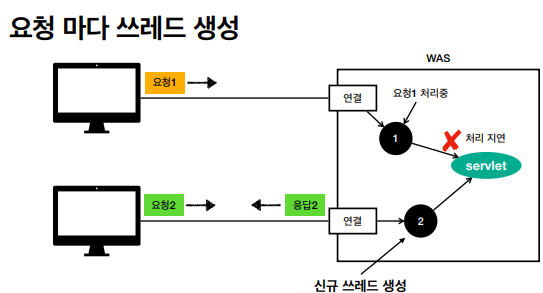 요청 마다 쓰레드 생성
WAS
요청1
연결
요청1 처리중
1
처리 지연
servlet
요청2
응답2
연결
2
신규 쓰레드 생성